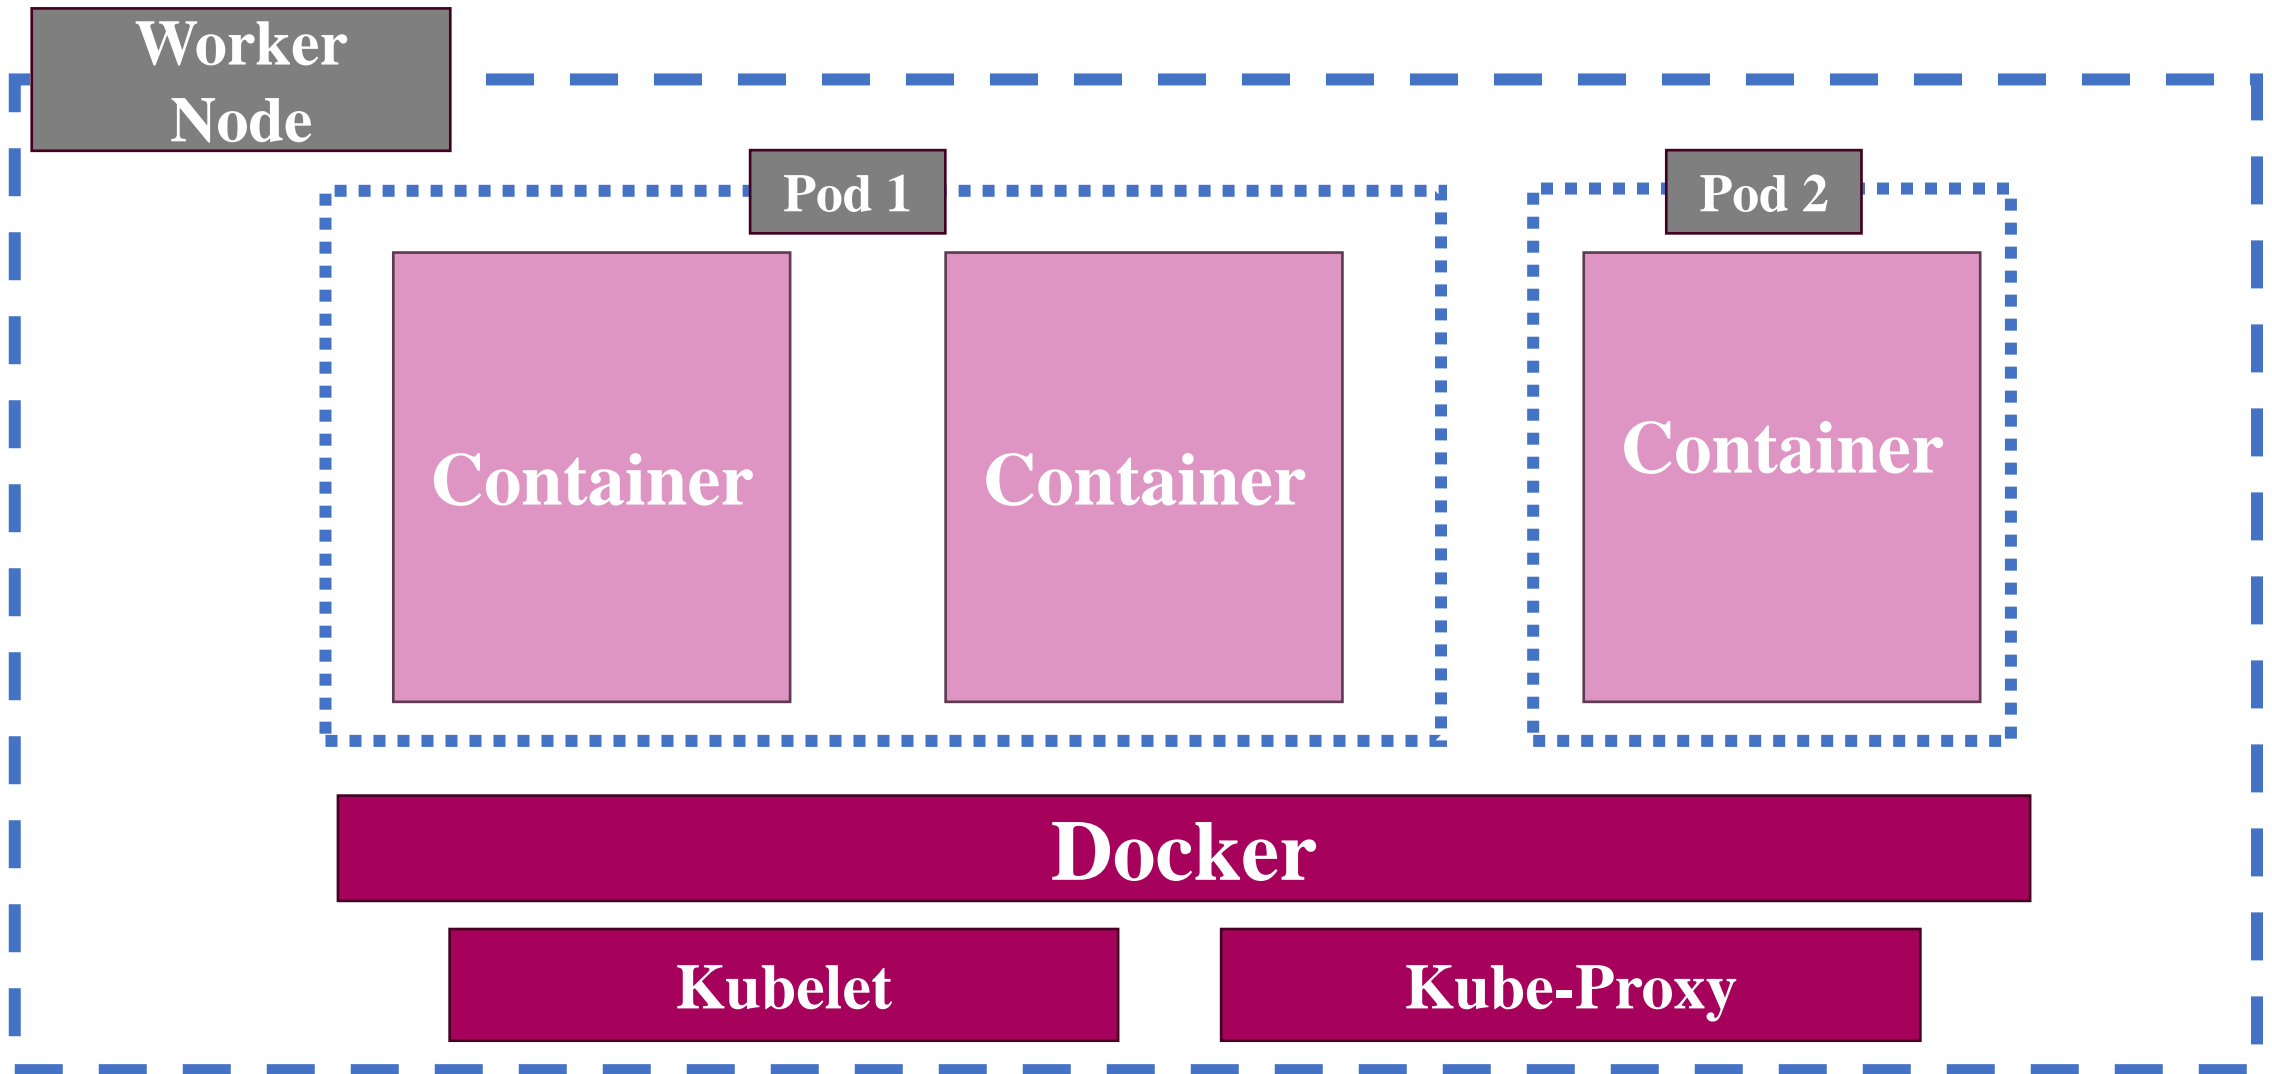 Worker
Node
Pod 1
Pod 2
Container
Container
Container
Docker
Kubelet
Kube-Proxy